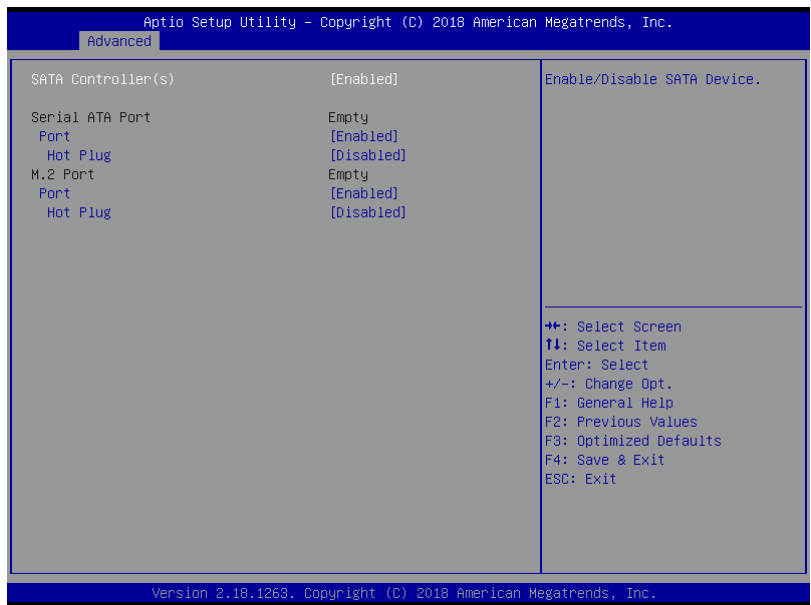 Aptio Setup Utility – Copyright (C) 2018 American Megatrends, Inc.
Advanced
SATA Controller(s) [Enabled]
Serial ATA Port Empty
Port [Enabled]
Hot Plug [Disabled]
M.2 Port Empty
Port [Enabled]
Hot Plug [Disabled]
Enable/Disable SATA Device.
→←: Select Screen
↑↓: Select Item
Enter: Select
+/-: Change Opt.
F1: General Help
F2: Previous Values
F3: Optimized Defaults
F4: Save & Exit
ESC: Exit
Version 2.18.1263. Copyright (C) 2018 American Megatrends, Inc.